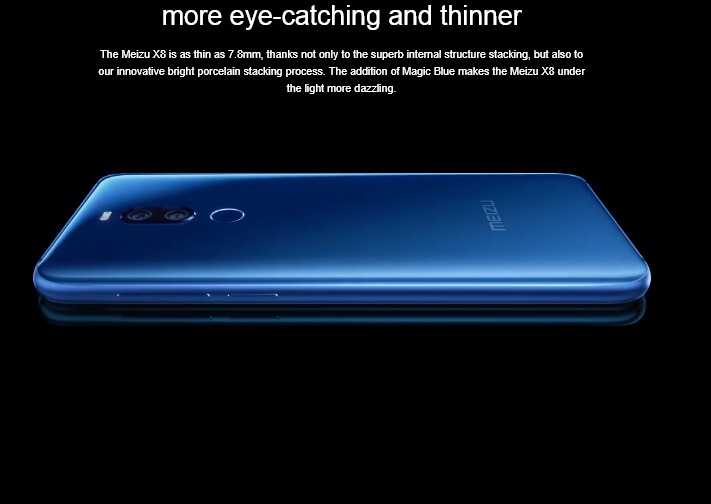 more eye-catching and thinner
The Meizu X8 is as thin as 7.8mm, thanks not only to the superb internal structure stacking, but also to
our innovative bright porcelain stacking process. The addition of Magic Blue makes the Meizu X8 under
the light more dazzling.
MEIZU